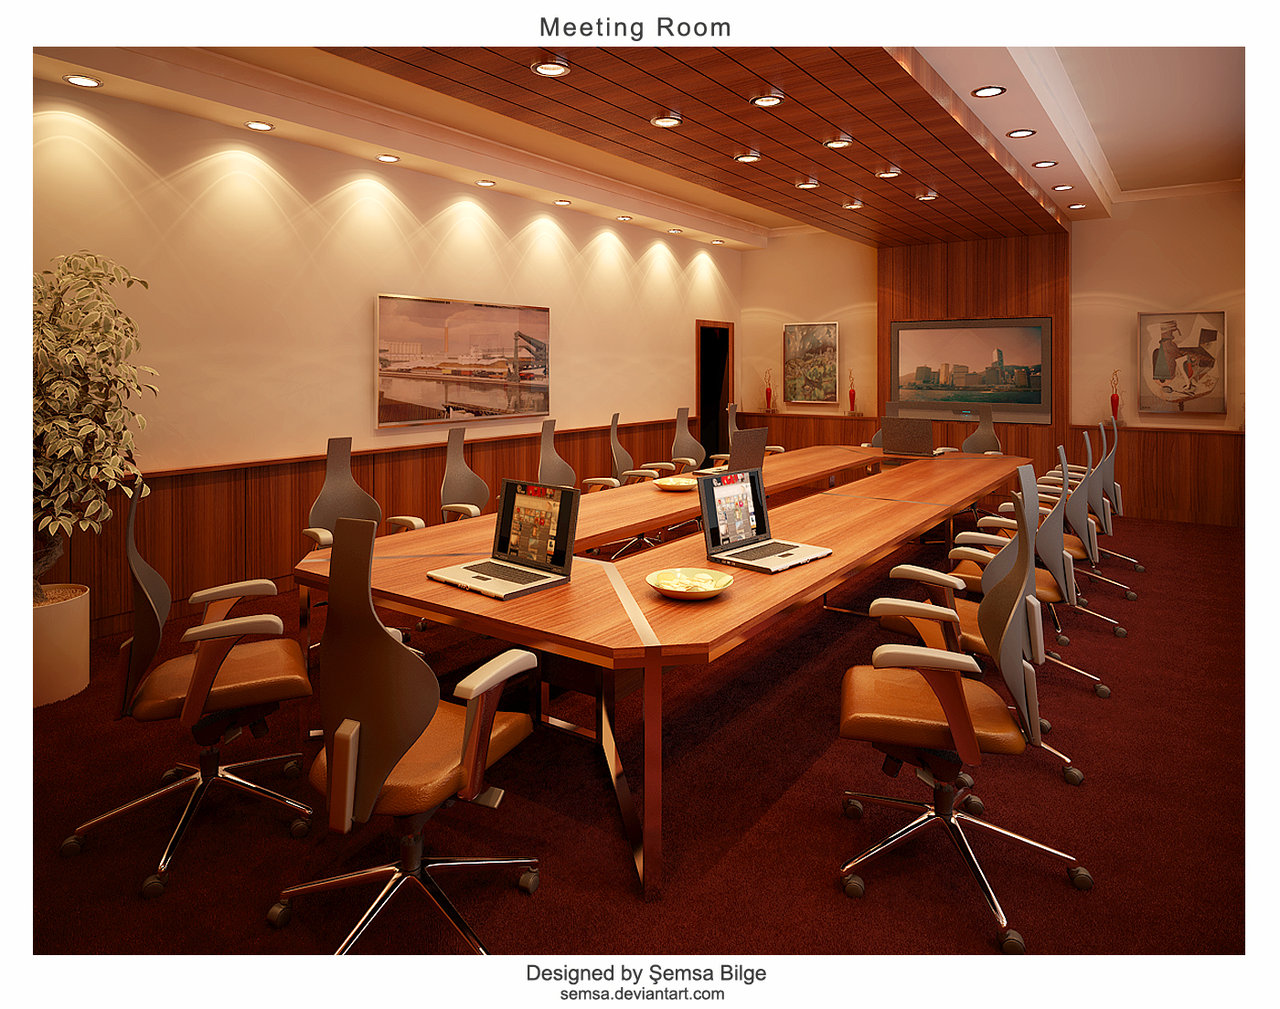 Meeting Room
Designed by Şemsa Bilge
semsa.deviantart.com